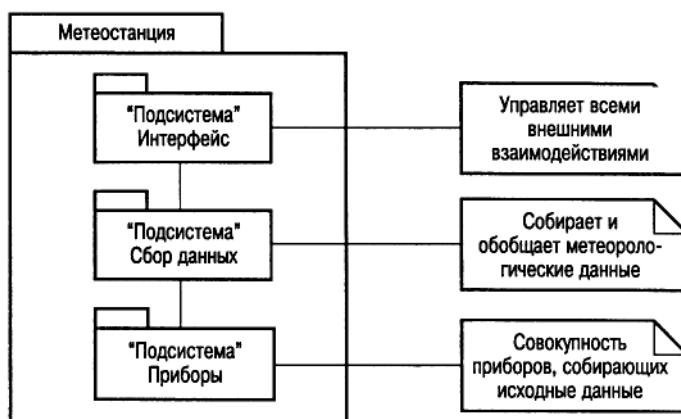 Метеостанция
“Подсистема”
Интерфейс
Управляет всеми
внешними
взаимодействиями
“Подсистема”
Сбор данных
Собирает и
обобщает метеороло-
гические данные
“Подсистема”
Приборы
Совокупность
приборов, собирающих
исходные данные